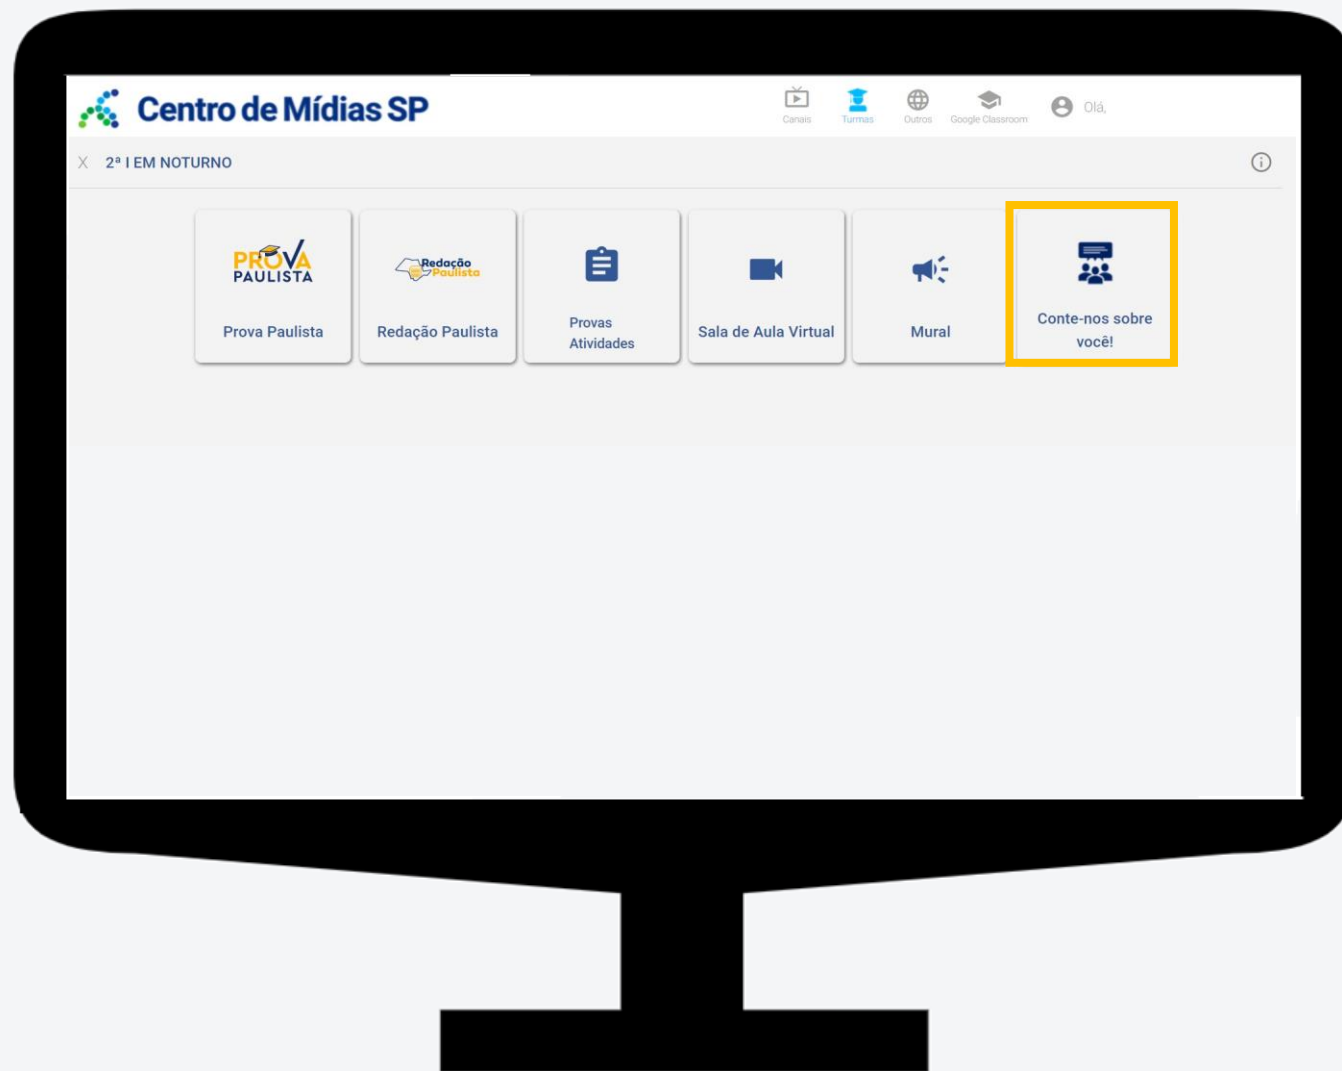 Centro de Mídias SP
Canais
Turmas
Outros
Google Classroom
Olá,
X 2ª I EM NOTURNO
PROVA
PAULISTA
Prova Paulista
Redação
Paulista
Redação Paulista
Provas
Atividades
Sala de Aula Virtual
Mural
Conte-nos sobre
você!